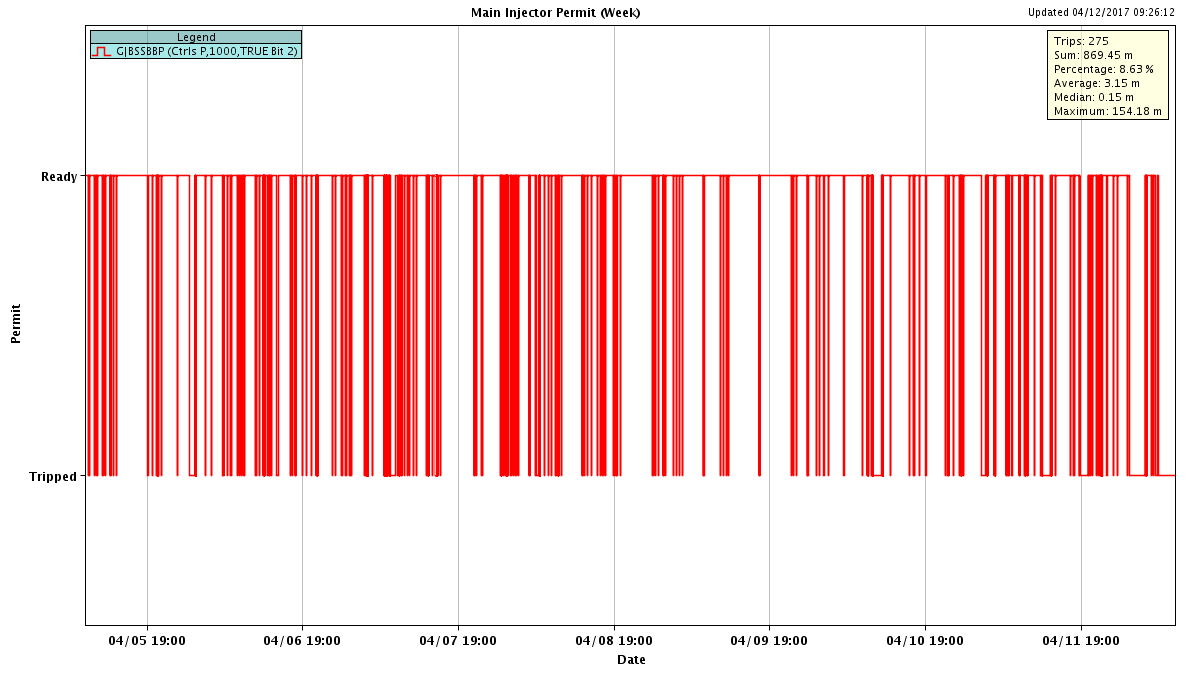 Main Injector Permit (Week)
Updated 04/12/2017 09:26:12
Legend
G|BSSBBP (Ctrls P,1000,TRUE Bit 2)
Trips: 275
Sum: 869.45 m
Percentage: 8.63 %
Average: 3.15 m
Median: 0.15 m
Maximum: 154.18 m
Ready
Permit
Tripped
04/05 19:00 04/06 19:00 04/07 19:00 04/08 19:00 04/09 19:00 04/10 19:00 04/11 19:00
Date